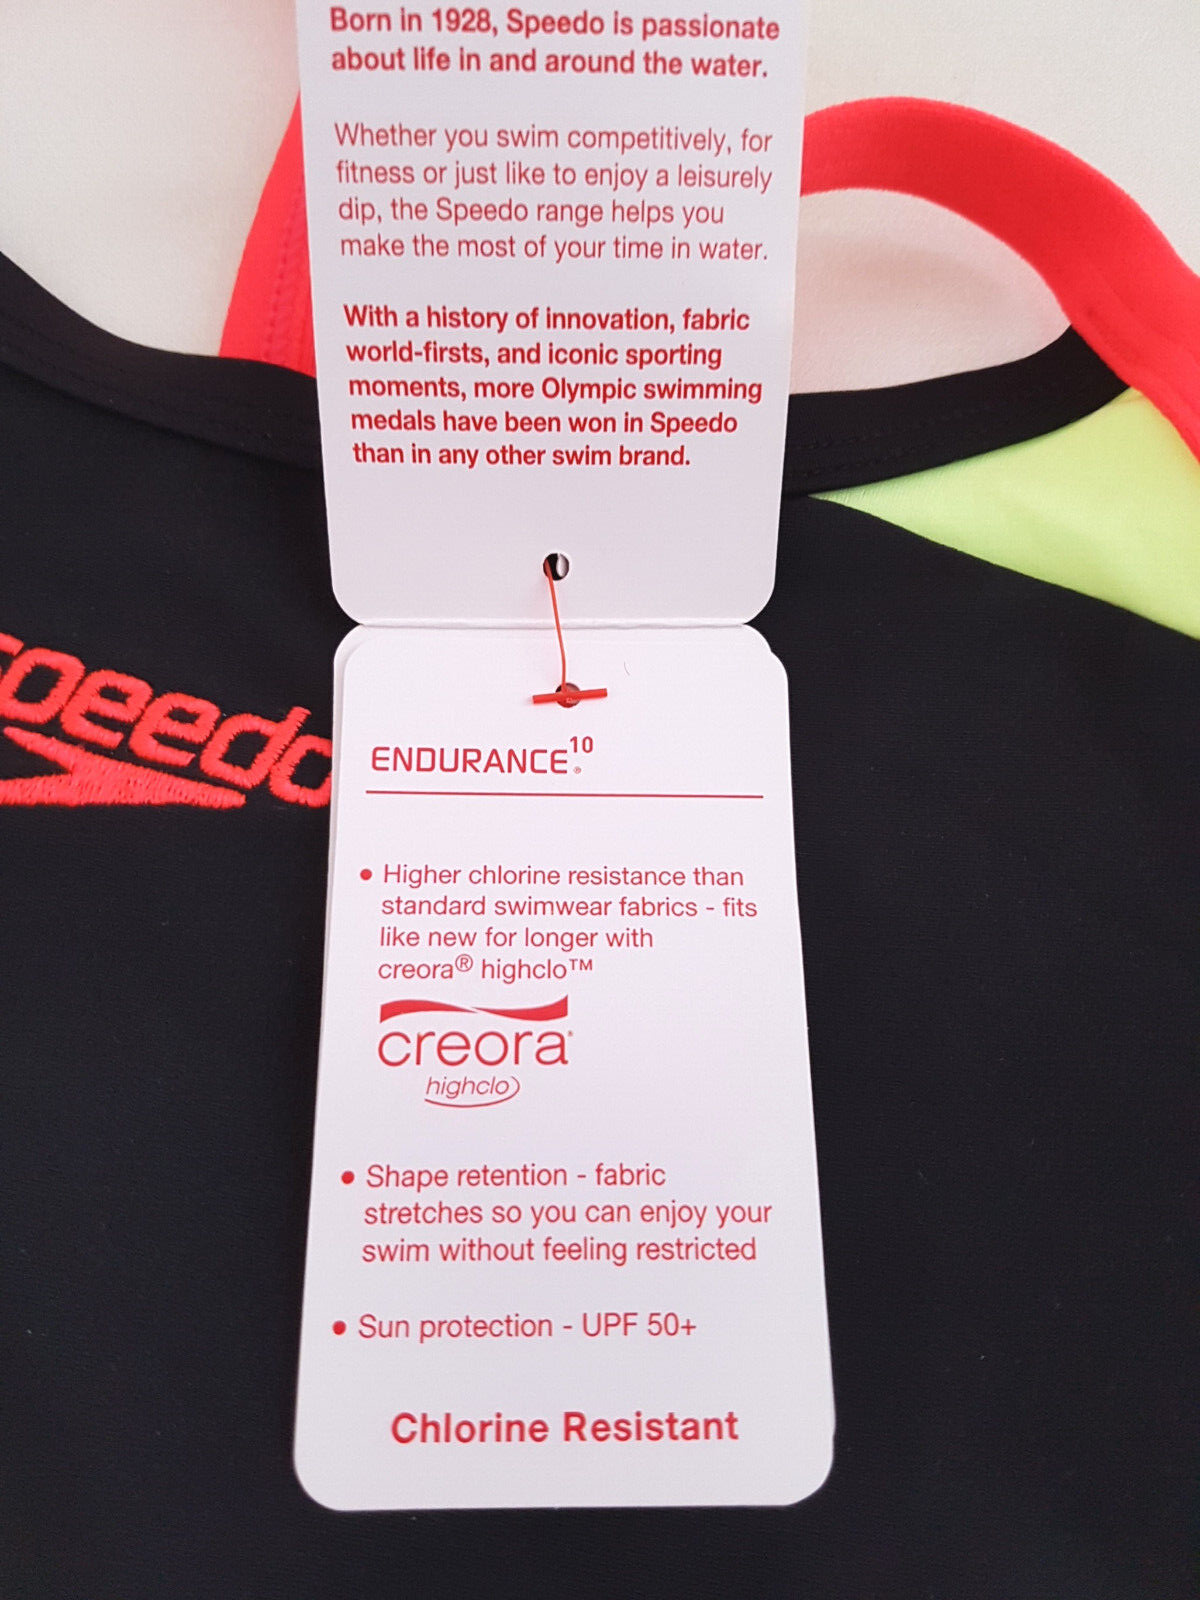 Born in 1928, Speedo is passionate
about life in and around the water.
Whether you swim competitively, for
fitness or just like to enjoy a leisurely
dip, the Speedo range helps you
make the most of your time in water.
With a history of innovation, fabric
world-firsts, and iconic sporting
moments, more Olympic swimming
medals have been won in Speedo
than in any other swim brand.
speedo
ENDURANCE®10
• Higher chlorine resistance than
standard swimwear fabrics - fits
like new for longer with
creora® highclo™
creora®
highclo
• Shape retention - fabric
stretches so you can enjoy your
swim without feeling restricted
• Sun protection - UPF 50+
Chlorine Resistant